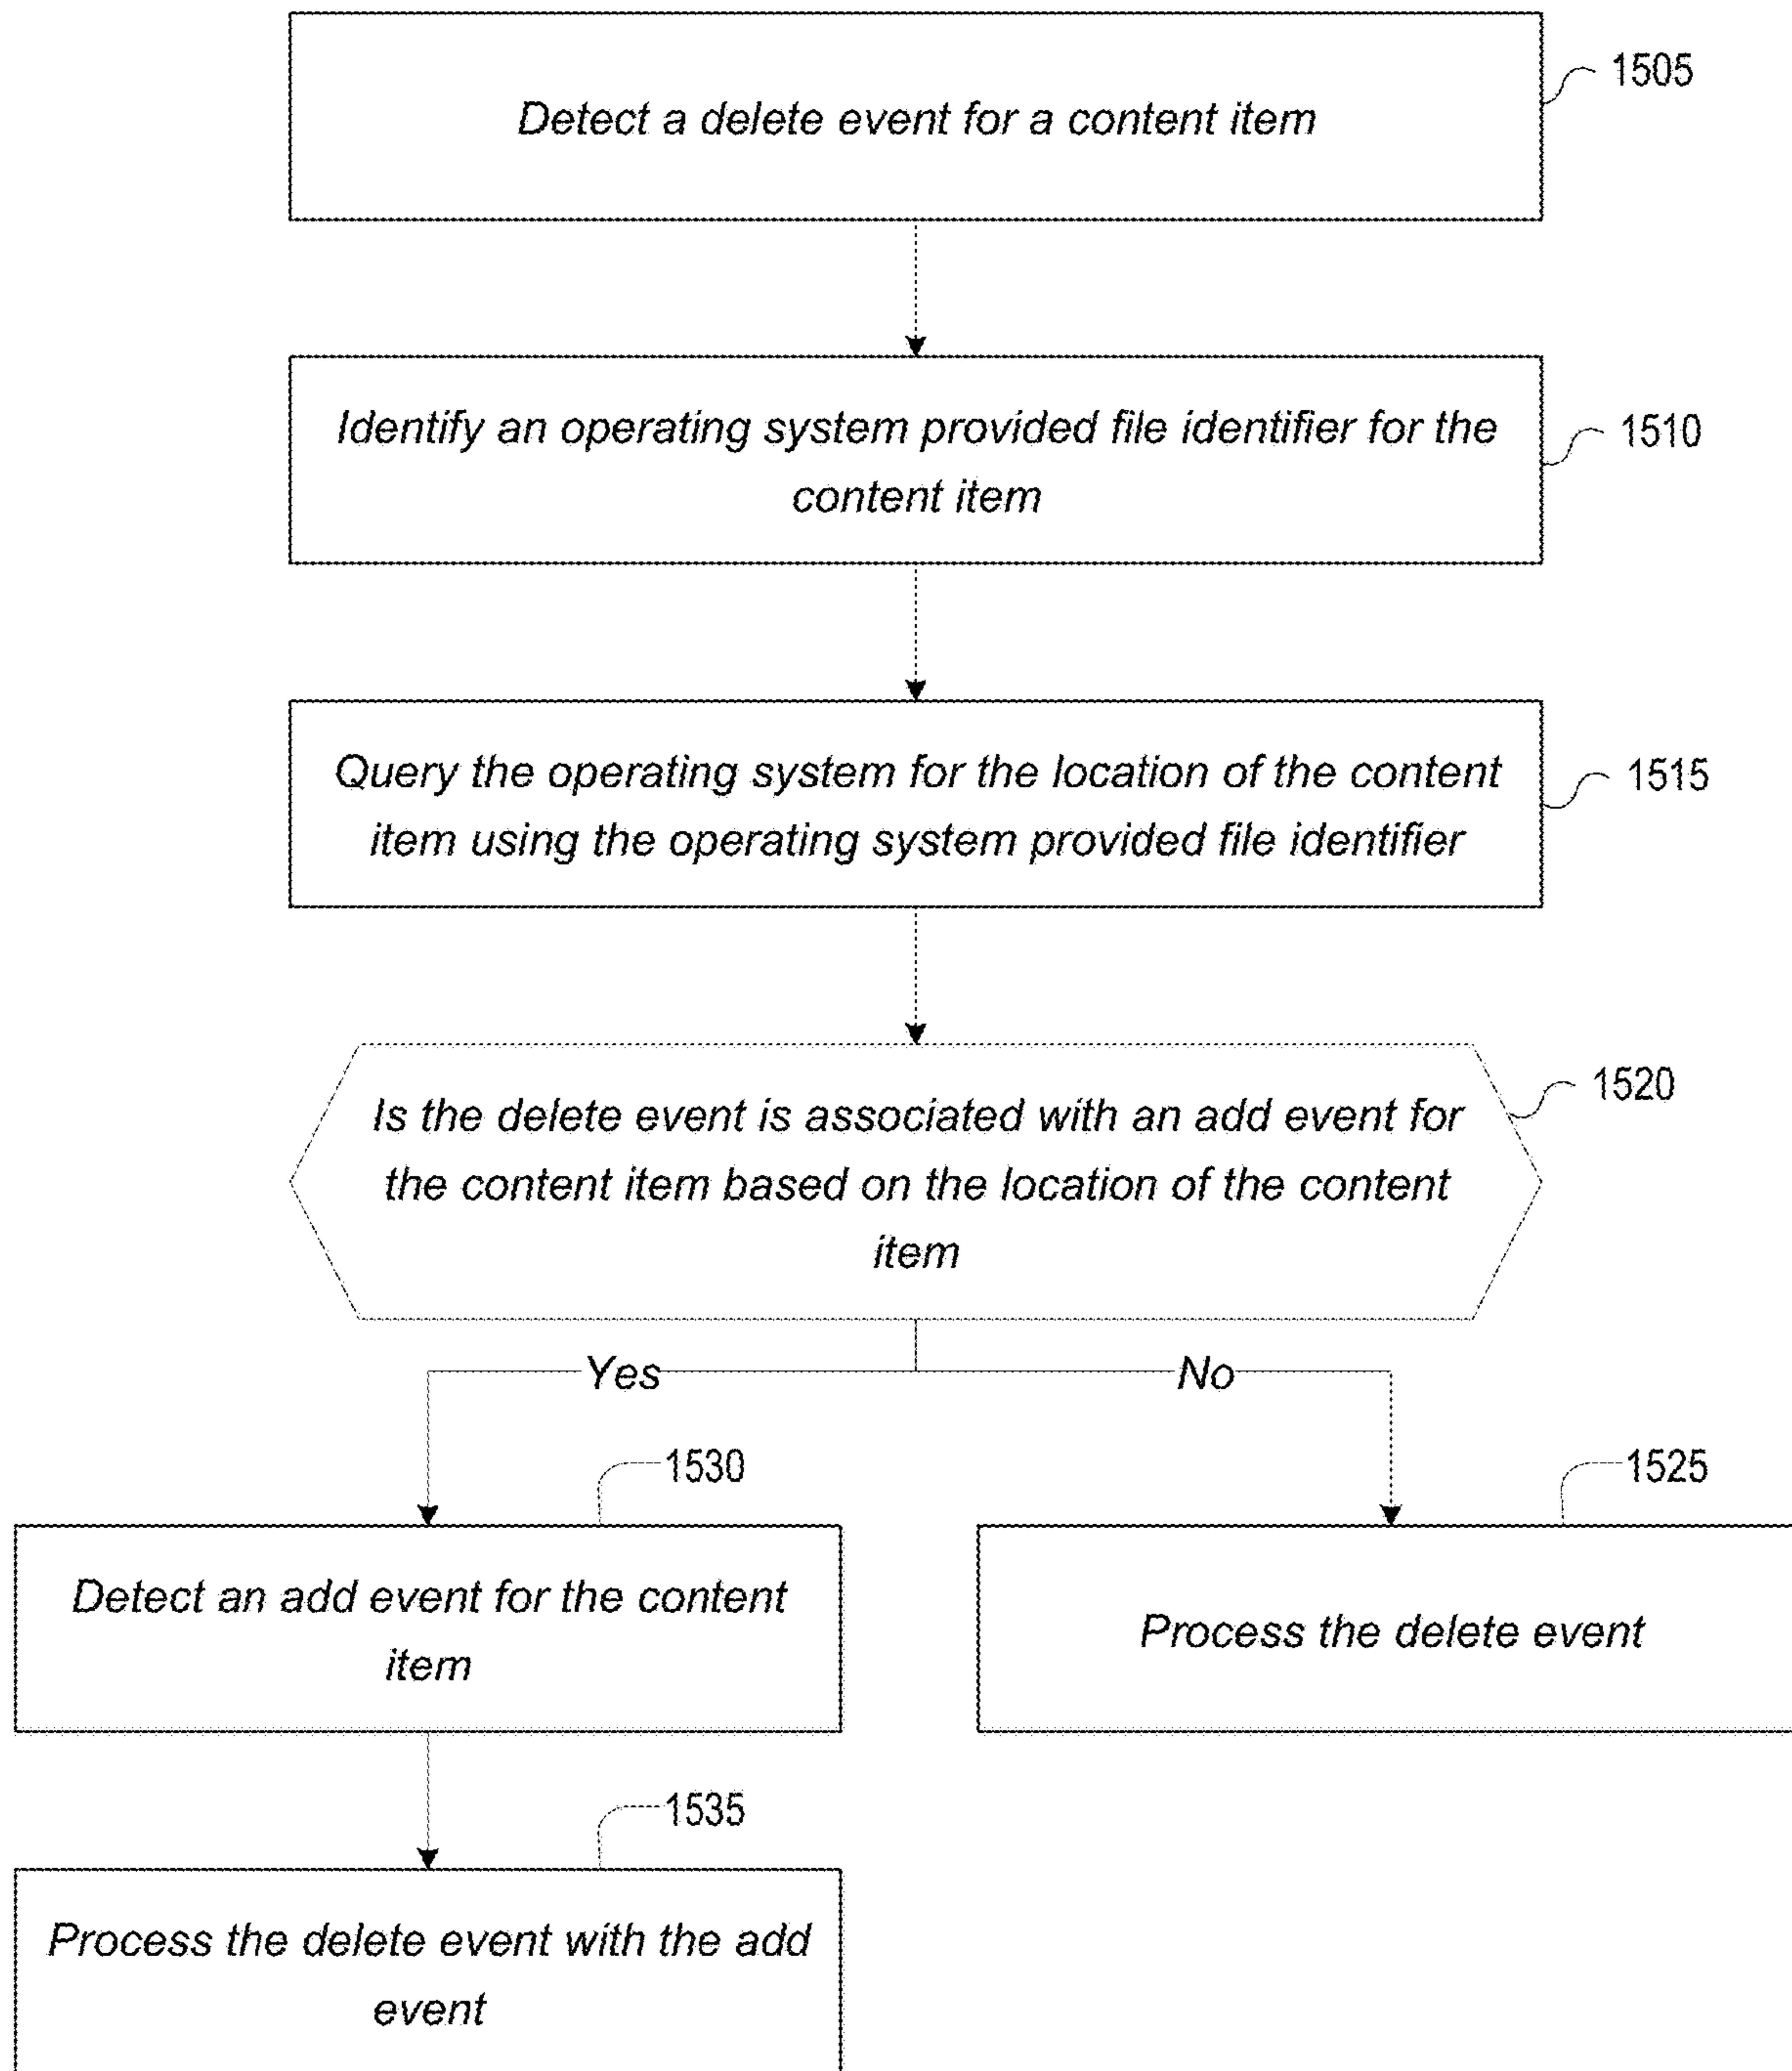 Detect a delete event for a content item
1505
Identify an operating system provided file identifier for the
content item
1510
Query the operating system for the location of the content
item using the operating system provided file identifier
1515
Is the delete event is associated with an add event for
the content item based on the location of the content
item
1520
Yes
No
1530
1525
Detect an add event for the content
item
Process the delete event
1535
Process the delete event with the add
event